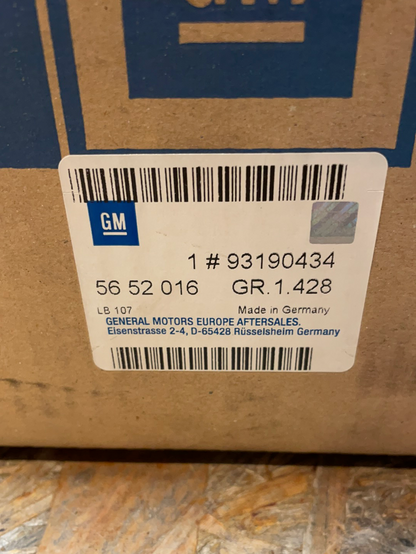 GM
1 # 93190434
56 52 016 GR.1.428
LB 107 Made in Germany
GENERAL MOTORS EUROPE AFTERSALES.
Eisenstrasse 2-4, D-65428 Rüsselsheim Germany